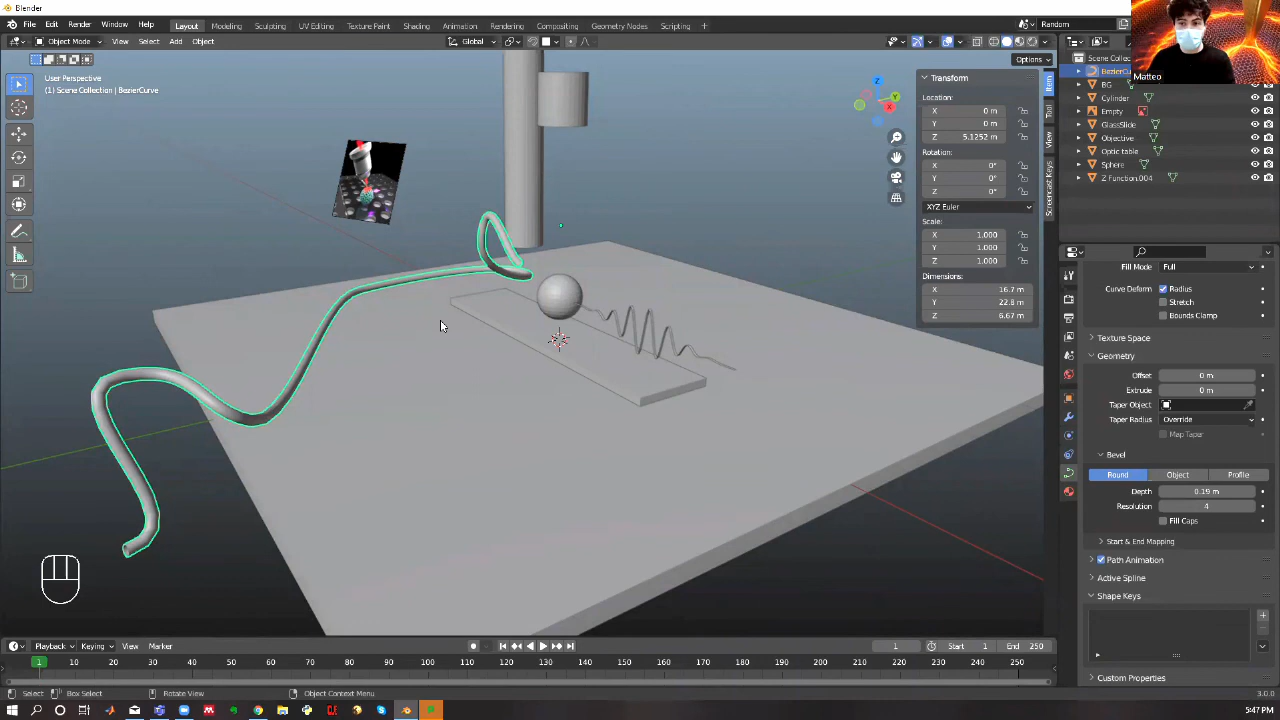 Blender
File Edit Render Window Help
Layout Modeling Sculpting UV Editing Texture Paint Shading Animation Rendering Compositing Geometry Nodes Scripting +
Random
Matteo
Object Mode View Select Add Object
Global
Options
User Perspective
(1) Scene Collection | BezierCurve
Transform
Location:
X 0 m
Y 0 m
Z 5.1252 m
Rotation:
X 0°
Y 0°
Z 0°
XYZ Euler
Scale:
X 1.000
Y 1.000
Z 1.000
Dimensions:
X 16.7 m
Y 22.8 m
Z 6.67 m
Item
Tool
View
Screencast Keys
Z
Y
X
Scene Collec
BezierCu
BG
Cylinder
Empty
GlassSlide
Objective
Optic table
Sphere
Z Function.004
Fill Mode Full
Curve Deform Radius
Stretch
Bounds Clamp
Texture Space
Geometry
Offset 0 m
Extrude 0 m
Taper Object
Taper Radius Override
Map Taper
Bevel
Round Object Profile
Depth 0.19 m
Resolution 4
Fill Caps
Start & End Mapping
Path Animation
Active Spline
Shape Keys
Custom Properties
Playback Keying View Marker
1 Start 1 End 250
1 10 20 30 40 50 60 70 80 90 100 110 120 130 140 150 160 170 180 190 200 210 220 230 240 250
Select Box Select Rotate View Object Context Menu
3.0.0
5:47 PM